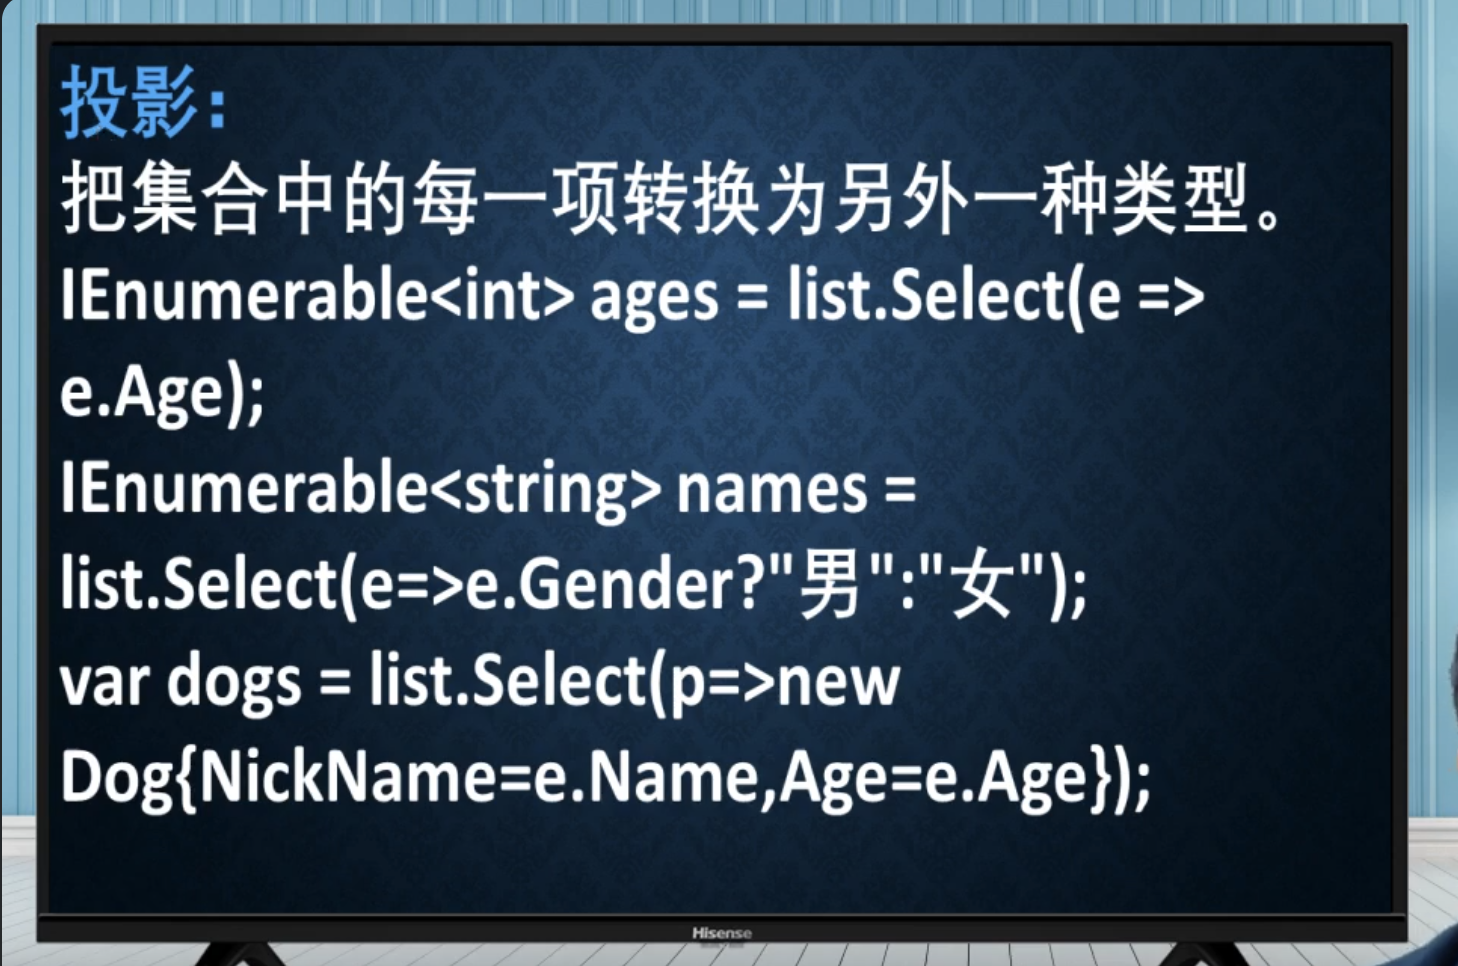 投影:
把集合中的每一项转换为另外一种类型。
IEnumerable<int> ages = list.Select(e =>
e.Age);
IEnumerable<string> names =
list.Select(e=>e.Gender?"男":"女");
var dogs = list.Select(p=>new
Dog{NickName=e.Name,Age=e.Age});
Hisense